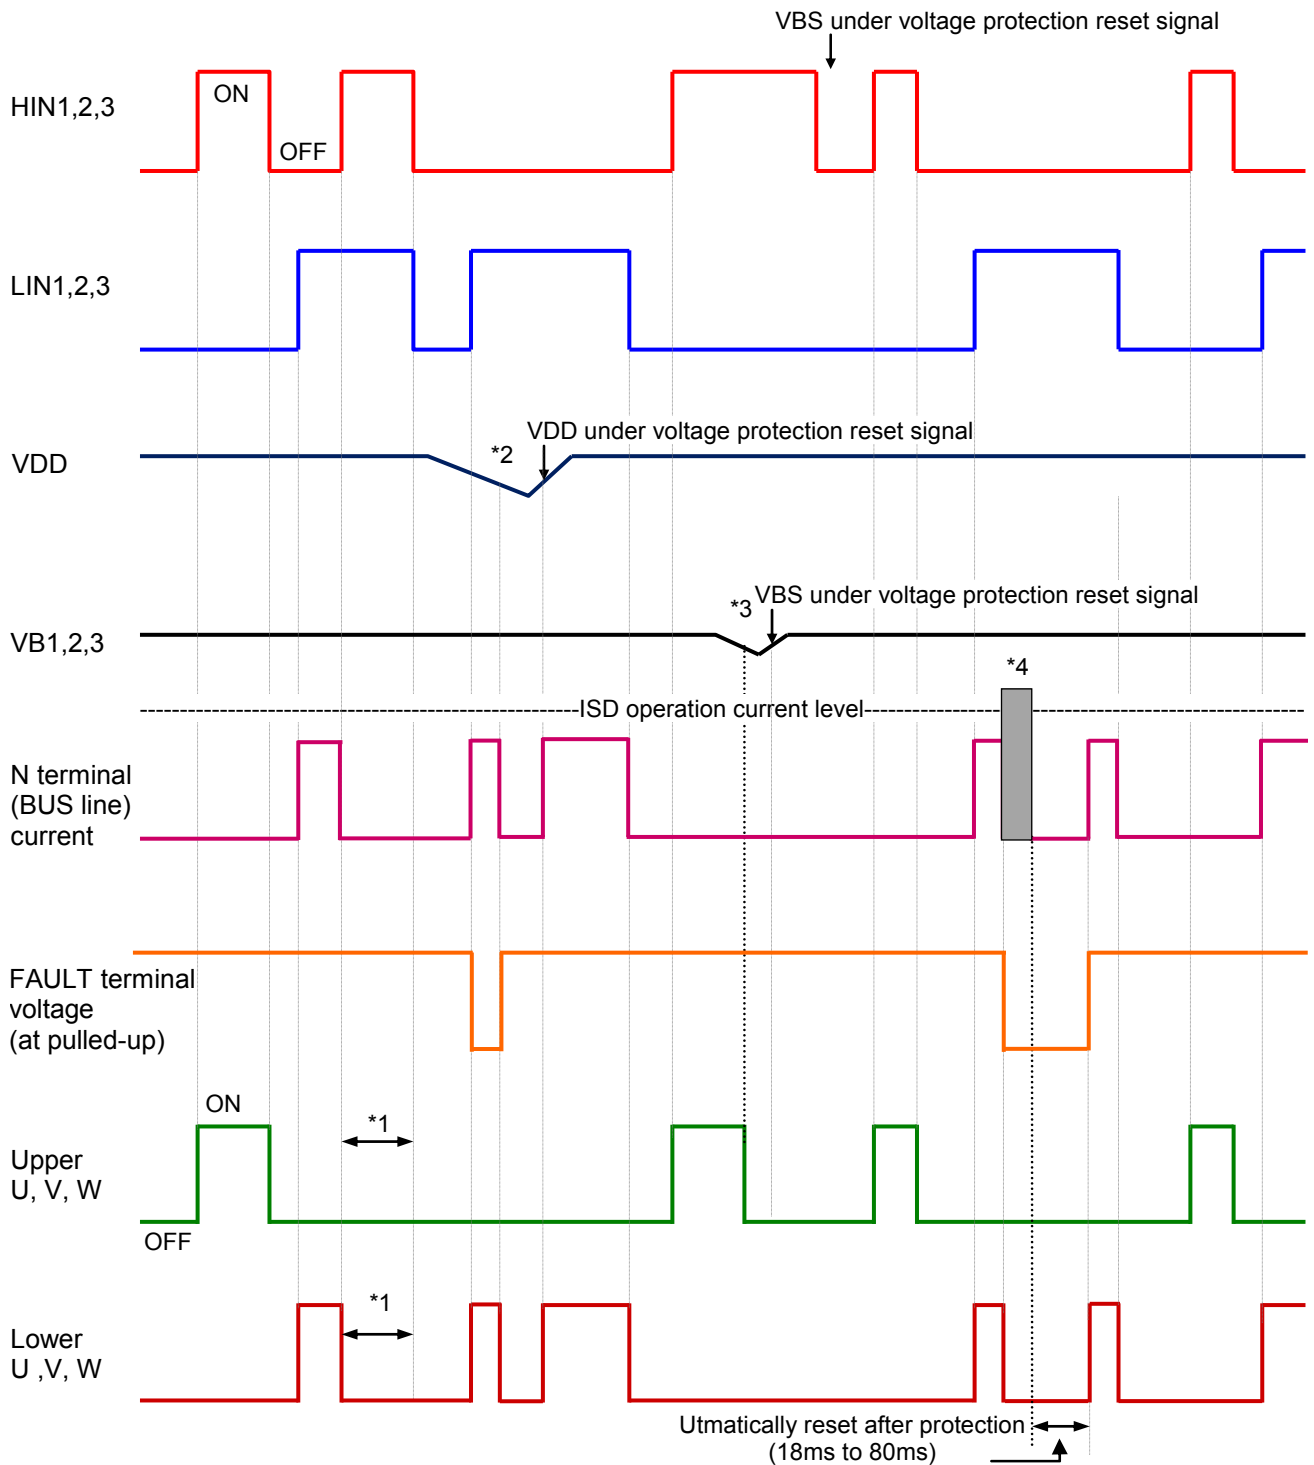 VBS under voltage protection reset signal
HIN1,2,3
ON
OFF
LIN1,2,3
VDD under voltage protection reset signal
*2
VDD
VBS under voltage protection reset signal
*3
VB1,2,3
*4
ISD operation current level
N terminal
(BUS line)
current
FAULT terminal
voltage
(at pulled-up)
ON
*1
Upper
U, V, W
OFF
*1
Lower
U ,V, W
Utmatically reset after protection
(18ms to 80ms)